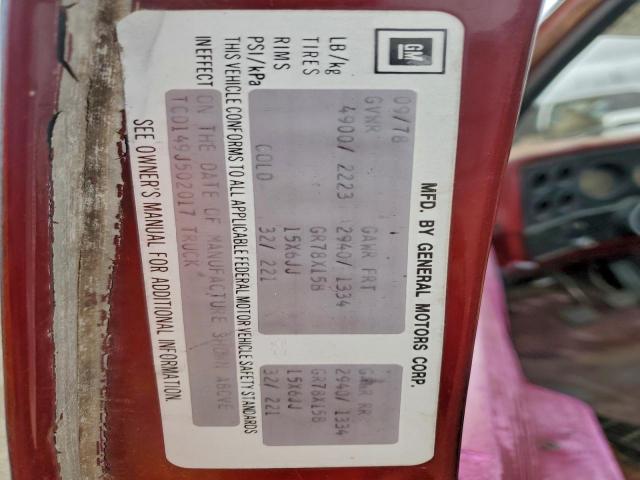 GM
MFD. BY GENERAL MOTORS CORP.
09/78
GVWR GAWR FRT GAWR RR
LB/kg 4900/ 2223 2940/ 1334 2940/ 1334
TIRES GR78X15B GR78X15B
RIMS 15X6JJ 15X6JJ
PSI/kPa COLD 32/ 221 32/ 221
THIS VEHICLE CONFORMS TO ALL APPLICABLE FEDERAL MOTOR VEHICLE SAFETY STANDARDS
IN EFFECT ON THE DATE OF MANUFACTURE SHOWN ABOVE
TCD149J502017 TRUCK
SEE OWNER'S MANUAL FOR ADDITIONAL INFORMATION.